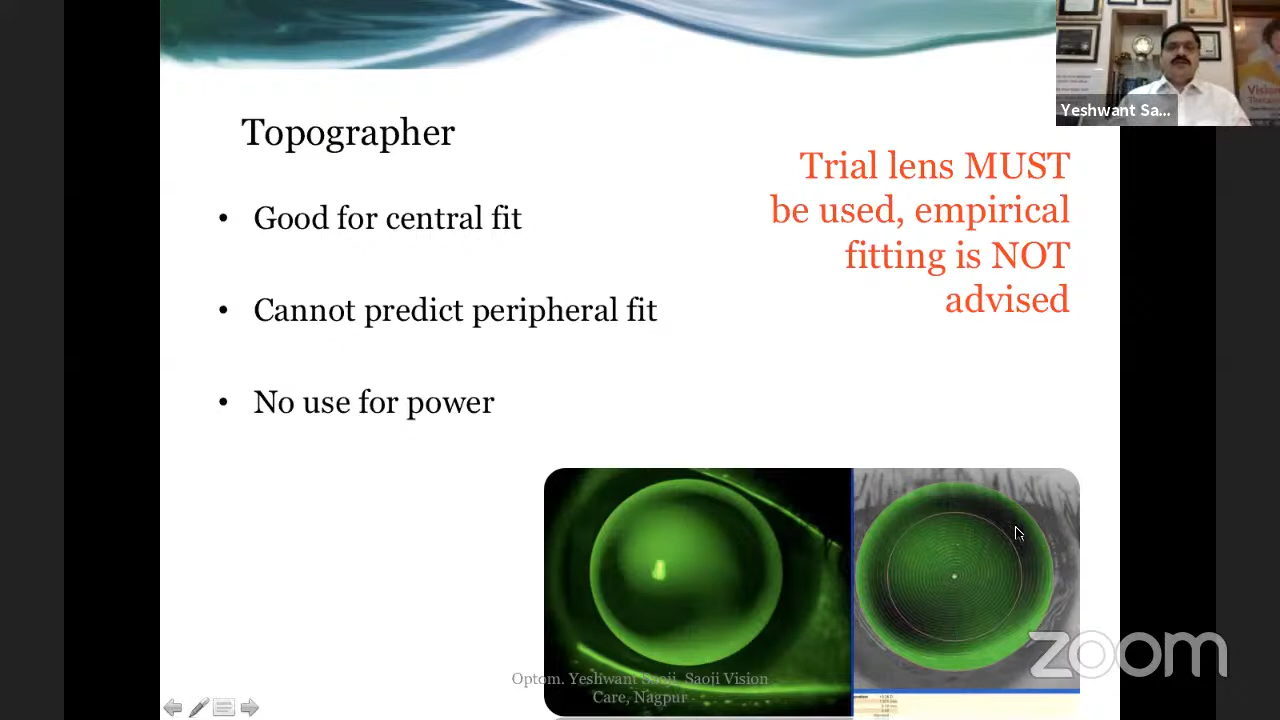 Yeshwant Sa...
Topographer
Trial lens MUST
be used, empirical
fitting is NOT
advised
• Good for central fit
• Cannot predict peripheral fit
• No use for power
Optom. Yeshwant Saoji, Saoji Vision
Care, Nagpur
zoom